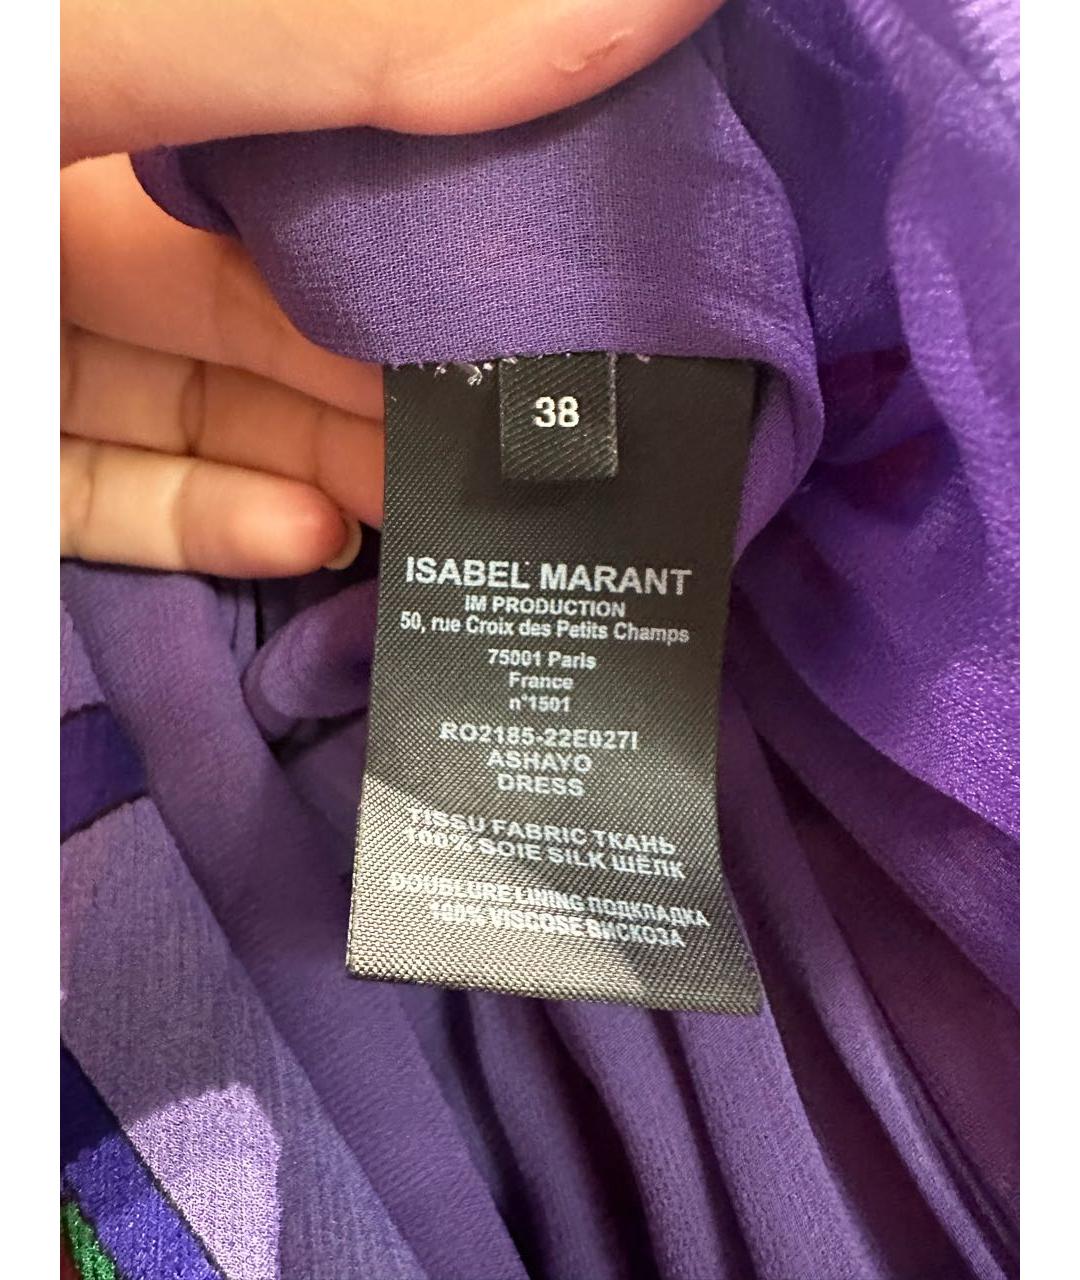 38
ISABEL MARANT
IM PRODUCTION
50, rue Croix des Petits Champs
75001 Paris
France
n°1501
RO2185-22E027I
ASHAYO
DRESS
TISSU FABRIC ТКАНЬ
100% SOIE SILK ШЁЛК
DOUBLURE LINING ПОДКЛАДКА
100% VISCOSE ВИСКОЗА